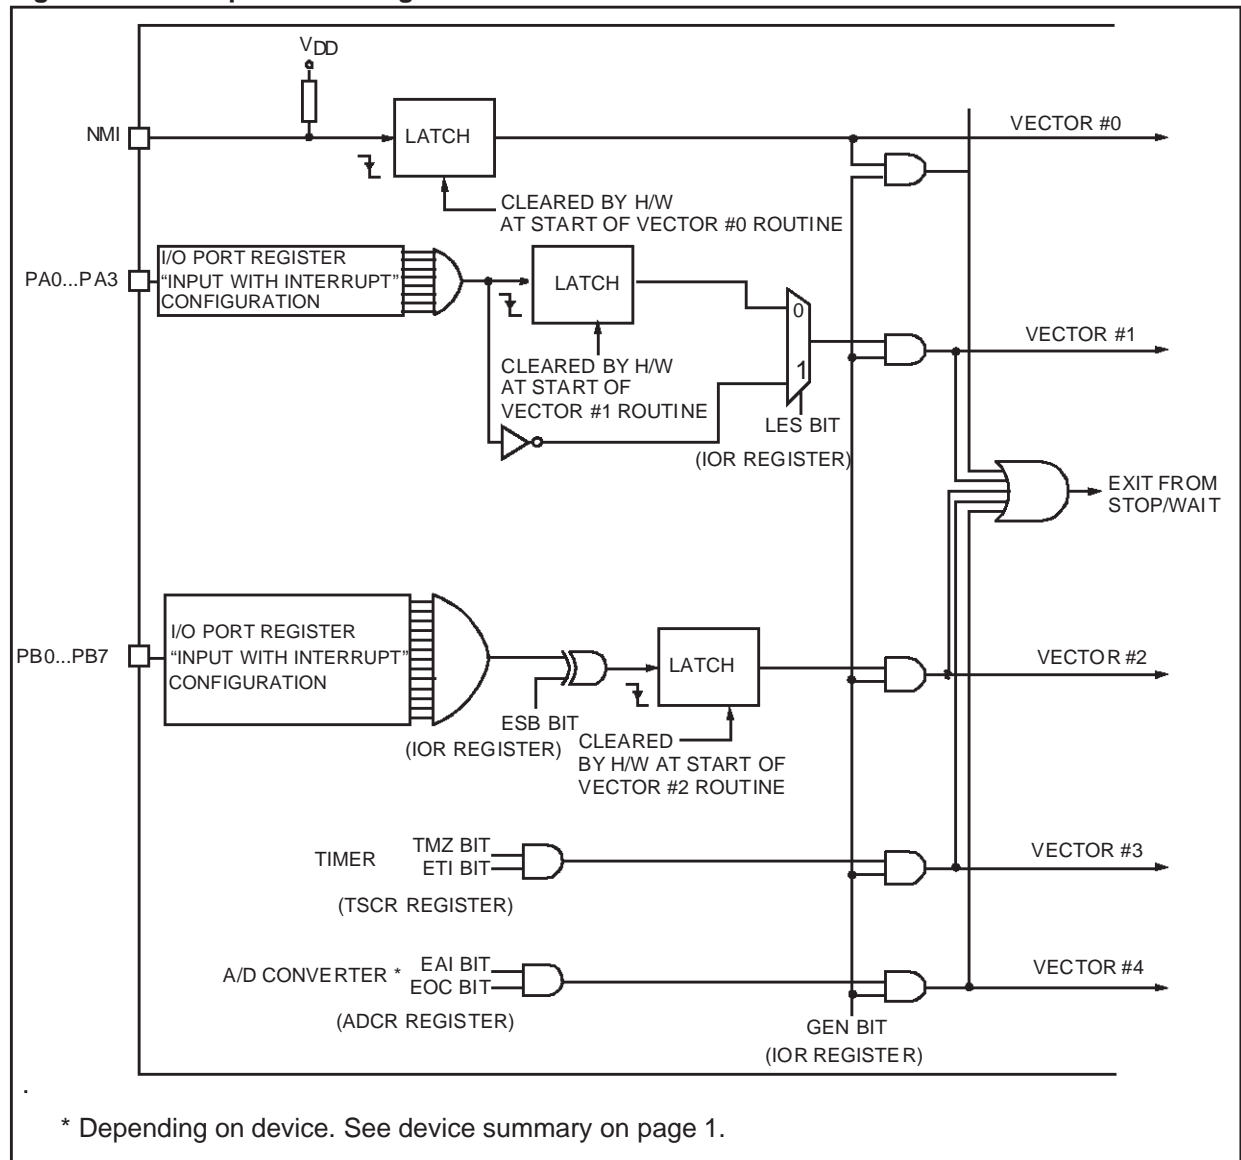 VDD
NMI
LATCH
VECTOR #0
CLEARED BY H/W
AT START OF VECTOR #0 ROUTINE
PA0...PA3
I/O PORT REGISTER
“INPUT WITH INTERRUPT”
CONFIGURATION
LATCH
0
1
VECTOR #1
CLEARED BY H/W
AT START OF
VECTOR #1 ROUTINE
LES BIT
(IOR REGISTER)
EXIT FROM
STOP/WAIT
PB0...PB7
I/O PORT REGISTER
“INPUT WITH INTERRUPT”
CONFIGURATION
LATCH
VECTOR #2
ESB BIT
(IOR REGISTER)
CLEARED
BY H/W AT START OF
VECTOR #2 ROUTINE
TIMER
TMZ BIT
ETI BIT
(TSCR REGISTER)
VECTOR #3
A/D CONVERTER *
EAI BIT
EOC BIT
(ADCR REGISTER)
VECTOR #4
GEN BIT
(IOR REGISTER)
.
* Depending on device. See device summary on page 1.